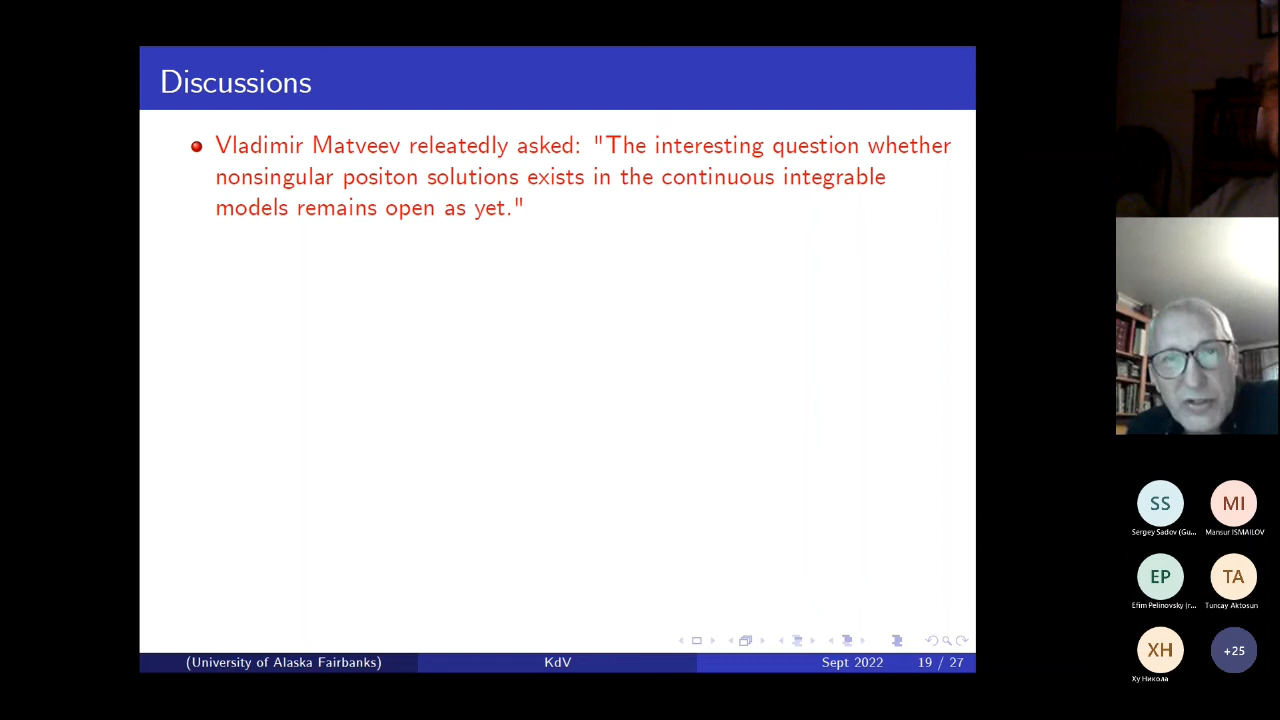 Discussions
Vladimir Matveev releatedly asked: "The interesting question whether
nonsingular positon solutions exists in the continuous integrable
models remains open as yet."
(University of Alaska Fairbanks)
KdV
Sept 2022
19 / 27
SS
MI
Sergey Sadov (Gu...
Mansur ISMAILOV
EP
TA
Efim Pelinovsky (г...
Tuncay Aktosun
XH
+25
Ху Никола